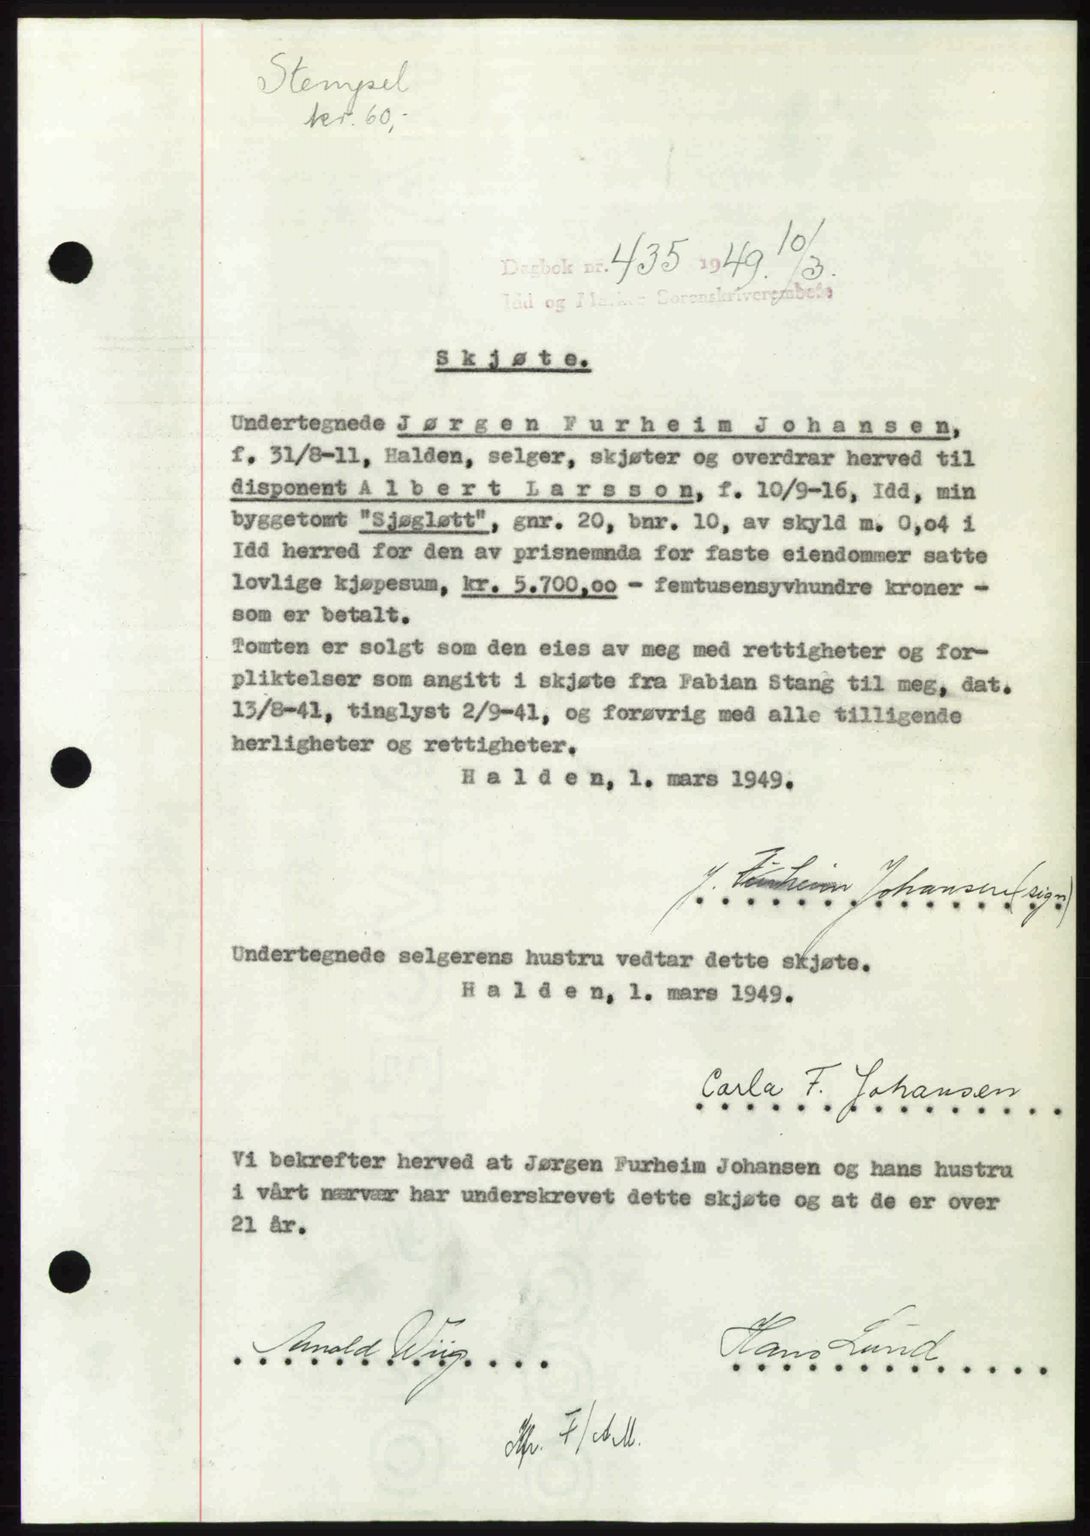 Stempel
kr. 60,-
Dagbok nr. 435 1949. 10/3.
Idd og Marker Sorenskriverembete
Skjøte.
Undertegnede Jørgen Furheim Johansen,
f. 31/8-11, Halden, selger, skjøter og overdrar herved til
disponent Albert Larsson, f. 10/9-16, Idd, min
byggetomt "Sjøgløtt", gnr. 20, bnr. 10, av skyld m. 0,04 i
Idd herred for den av prisnemnda for faste eiendommer satte
lovlige kjøpesum, kr. 5.700,00 - femtusensyvhundre kroner -
som er betalt.
Tomten er solgt som den eies av meg med rettigheter og for-
pliktelser som angitt i skjøte fra Fabian Stang til meg, dat.
13/8-41, tinglyst 2/9-41, og forøvrig med alle tilligende
herligheter og rettigheter.
Halden, 1. mars 1949.
J. Furheim Johansen (sign)
Undertegnede selgerens hustru vedtar dette skjøte.
Halden, 1. mars 1949.
Carla F. Johansen
Vi bekrefter herved at Jørgen Furheim Johansen og hans hustru
i vårt nærvær har underskrevet dette skjøte og at de er over
21 år.
Arnold Wiig Hans Lund
F/AM.